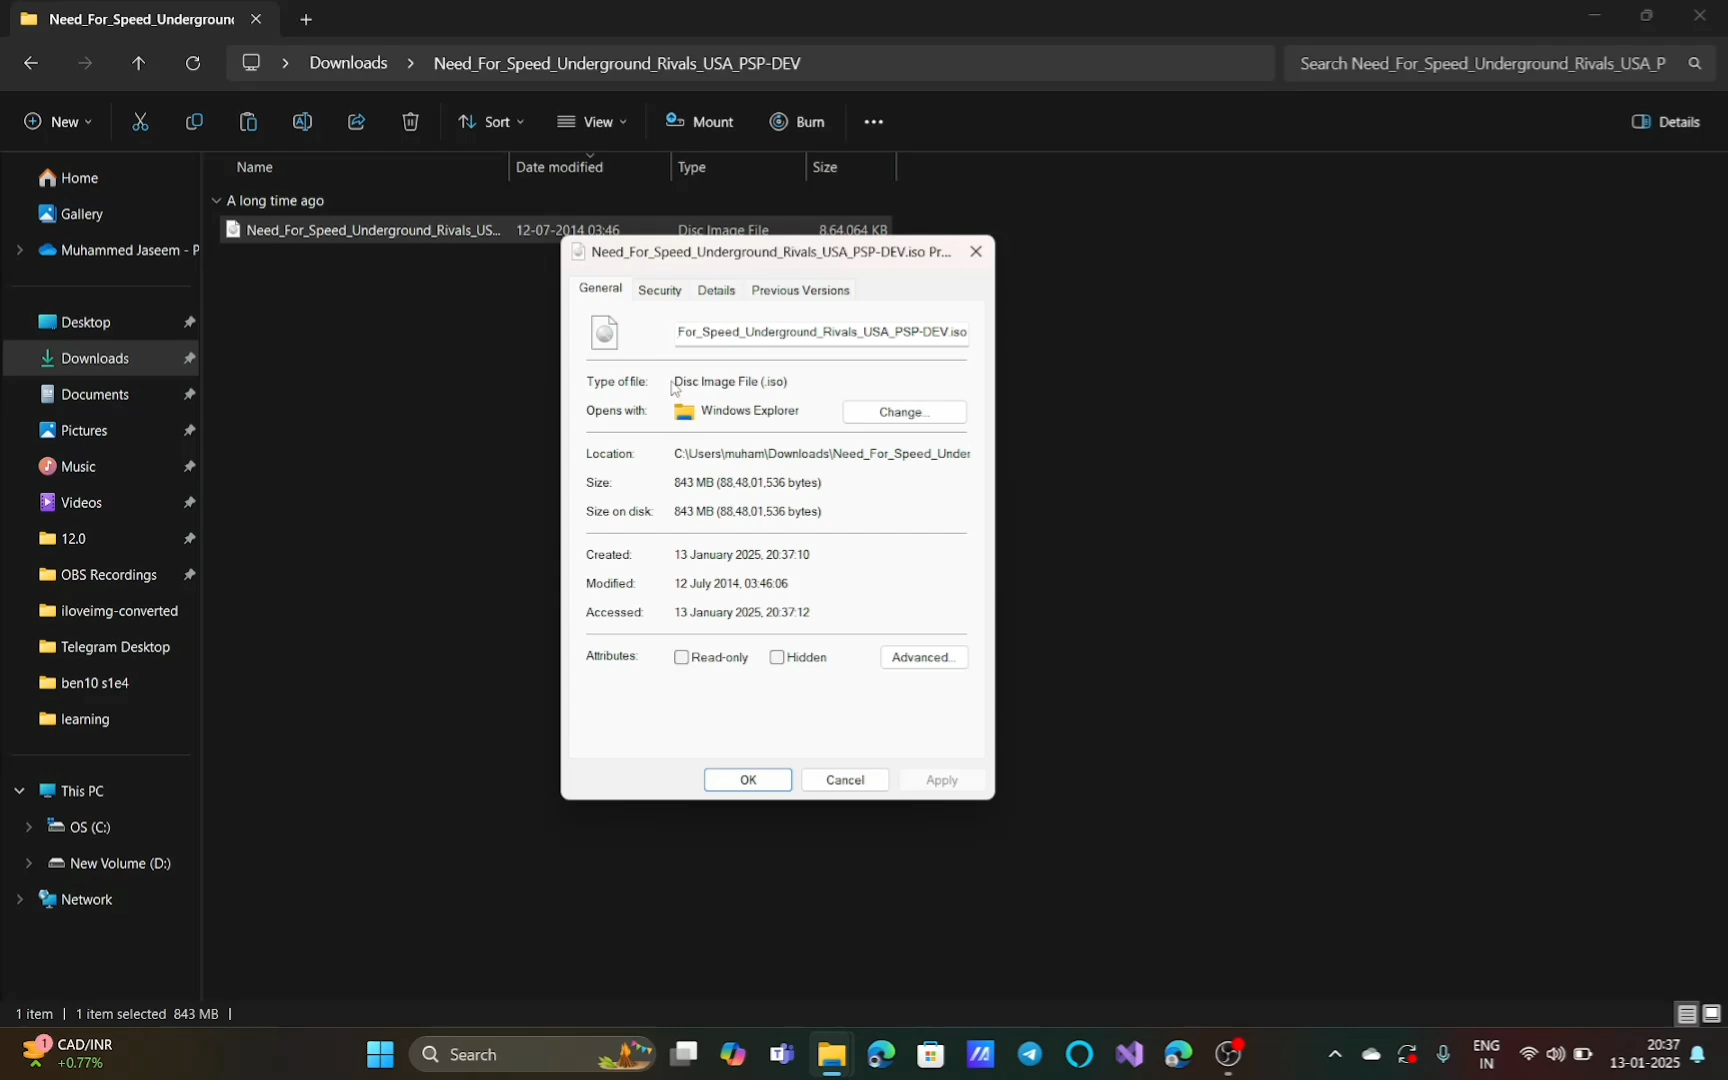 Need_For_Speed_Underground
Downloads > Need_For_Speed_Underground_Rivals_USA_PSP-DEV
Search Need_For_Speed_Underground_Rivals_USA_P
New
Sort
View
Mount
Burn
Details
Name
Date modified
Type
Size
A long time ago
Need_For_Speed_Underground_Rivals_US...
12-07-2014 03:46
Disc Image File
8,64,064 KB
Home
Gallery
Muhammed Jaseem - P
Desktop
Downloads
Documents
Pictures
Music
Videos
12.0
OBS Recordings
iloveimg-converted
Telegram Desktop
ben10 s1e4
learning
This PC
OS (C:)
New Volume (D:)
Network
Need_For_Speed_Underground_Rivals_USA_PSP-DEV.iso Pr...
General
Security
Details
Previous Versions
For_Speed_Underground_Rivals_USA_PSP-DEV.iso
Type of file: Disc Image File (.iso)
Opens with: Windows Explorer
Change...
Location: C:\Users\muham\Downloads\Need_For_Speed_Under
Size: 843 MB (88,48,01,536 bytes)
Size on disk: 843 MB (88,48,01,536 bytes)
Created: 13 January 2025, 20:37:10
Modified: 12 July 2014, 03:46:06
Accessed: 13 January 2025, 20:37:12
Attributes: Read-only Hidden
Advanced...
OK
Cancel
Apply
1 item | 1 item selected 843 MB |
1
CAD/INR
+0.77%
Search
ENG
IN
20:37
13-01-2025